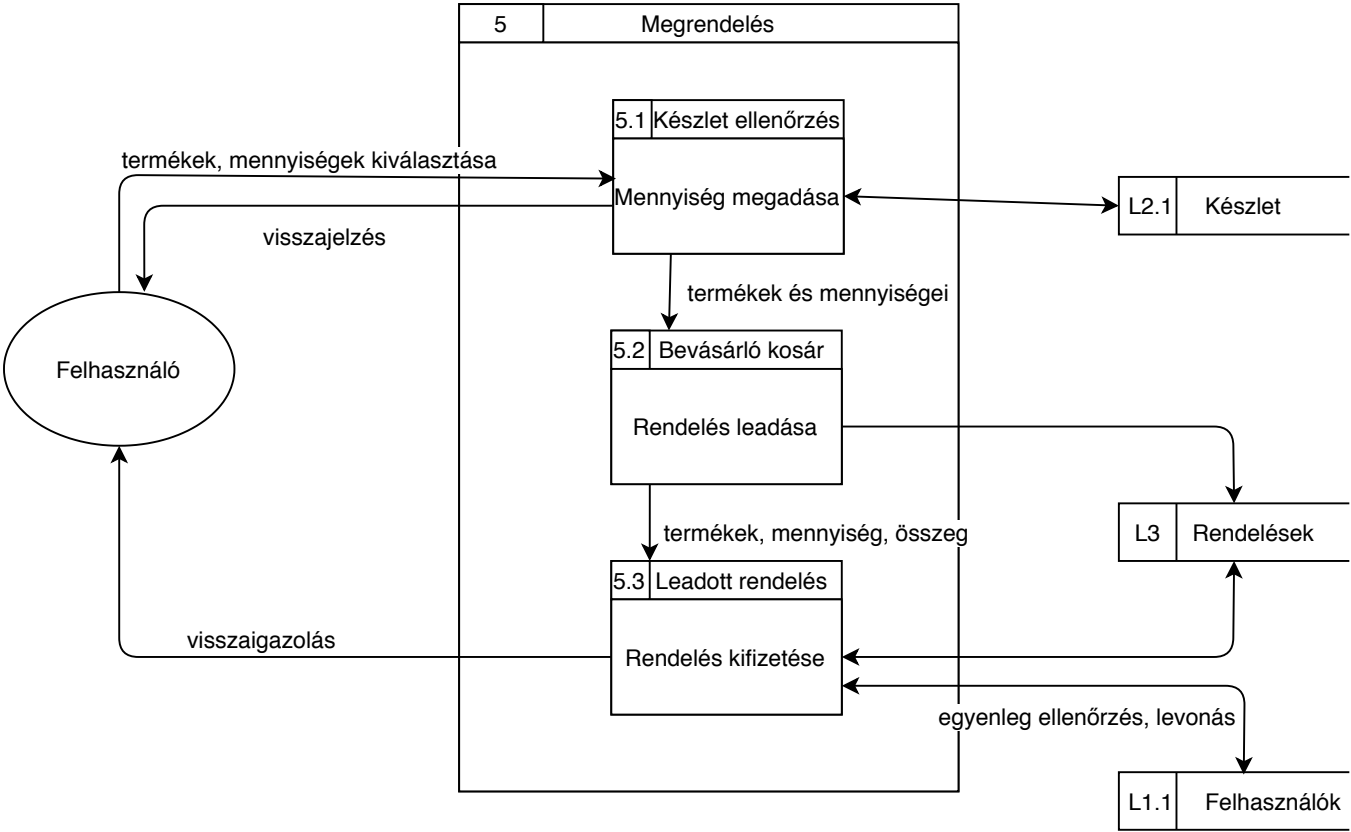 5
Megrendelés
5.1
Készlet ellenőrzés
termékek, mennyiségek kiválasztása
Mennyiség megadása
L2.1
Készlet
visszajelzés
termékek és mennyiségei
5.2
Bevásárló kosár
Felhasználó
Rendelés leadása
termékek, mennyiség, összeg
L3
Rendelések
5.3
Leadott rendelés
visszaigazolás
Rendelés kifizetése
egyenleg ellenőrzés, levonás
L1.1
Felhasználók